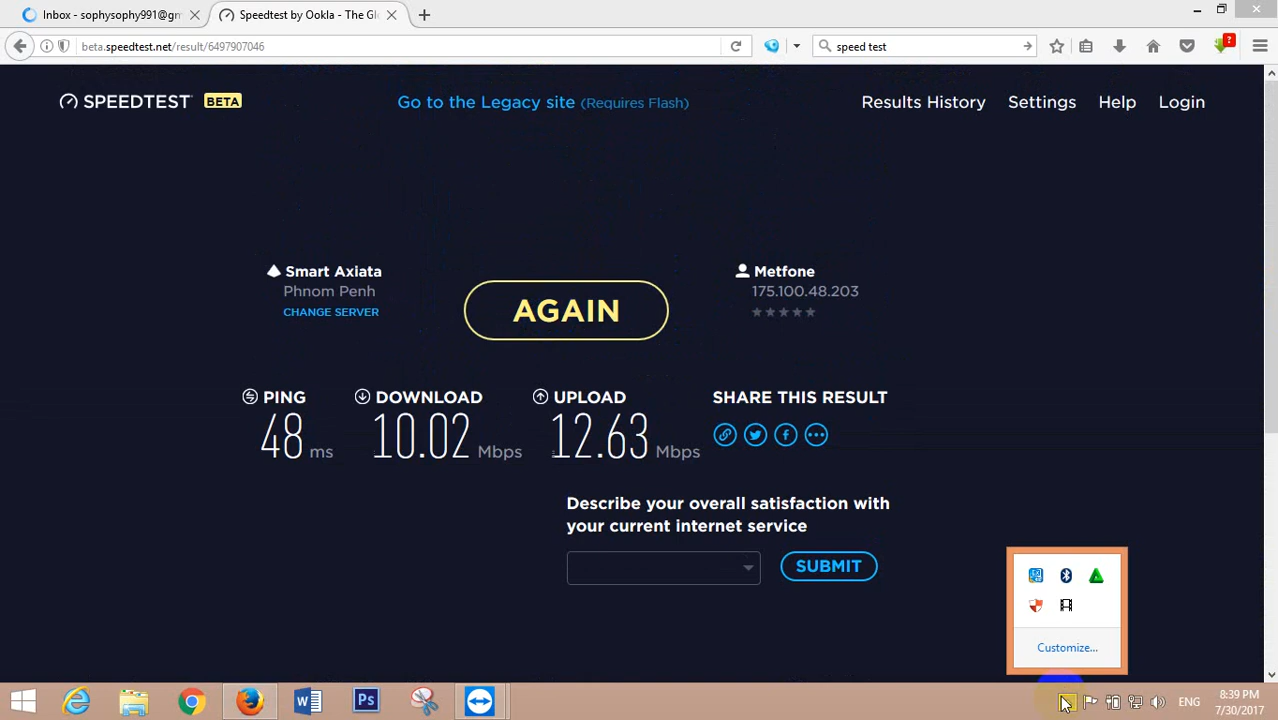 Inbox - sophysophy991@gm
Speedtest by Ookla - The Gl
beta.speedtest.net/result/6497907046
speed test
?
SPEEDTEST BETA
Go to the Legacy site (Requires Flash)
Results History
Settings
Help
Login
Smart Axiata
Phnom Penh
CHANGE SERVER
AGAIN
Metfone
175.100.48.203
PING
48 ms
DOWNLOAD
10.02 Mbps
UPLOAD
12.63 Mbps
SHARE THIS RESULT
Describe your overall satisfaction with
your current internet service
SUBMIT
Customize...
Ps
ENG
8:39 PM
7/30/2017